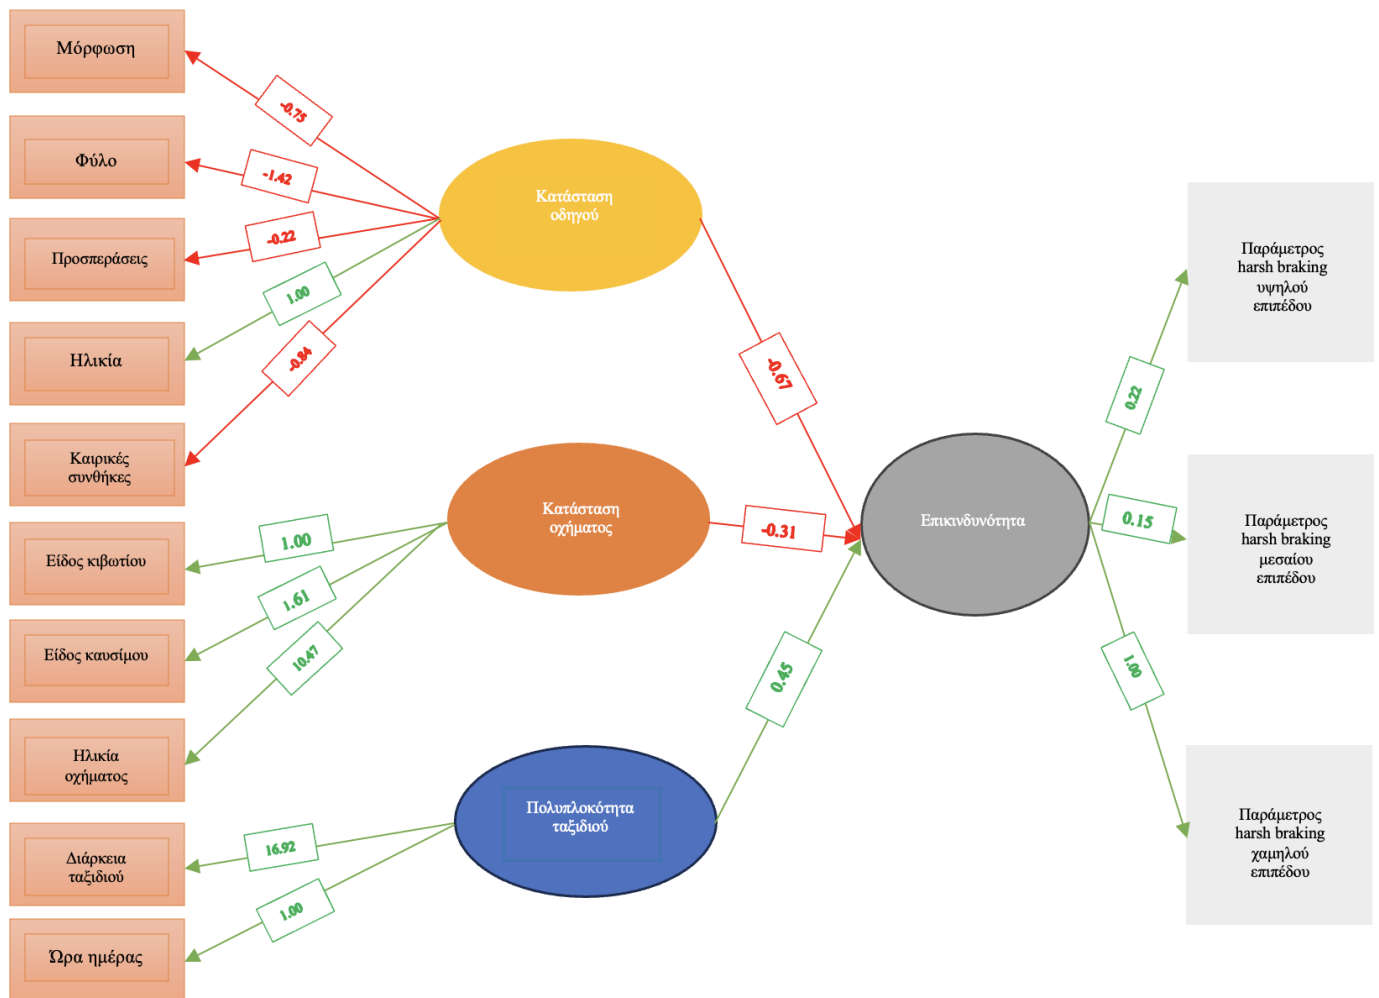 Μόρφωση
-0.75
Φύλο
-1.42
Προσπεράσεις
-0.22
Ηλικία
1.00
Καιρικές
συνθήκες
-0.84
Κατάσταση
οδηγού
-0.67
Είδος κιβωτίου
1.00
Είδος καυσίμου
1.61
Ηλικία
οχήματος
10.47
Κατάσταση
οχήματος
-0.31
Διάρκεια
ταξιδιού
16.92
Ώρα ημέρας
1.00
Πολυπλοκότητα
ταξιδιού
0.45
Επικινδυνότητα
0.22
Παράμετρος
harsh braking
υψηλού
επιπέδου
0.15
Παράμετρος
harsh braking
μεσαίου
επιπέδου
1.00
Παράμετρος
harsh braking
χαμηλού
επιπέδου